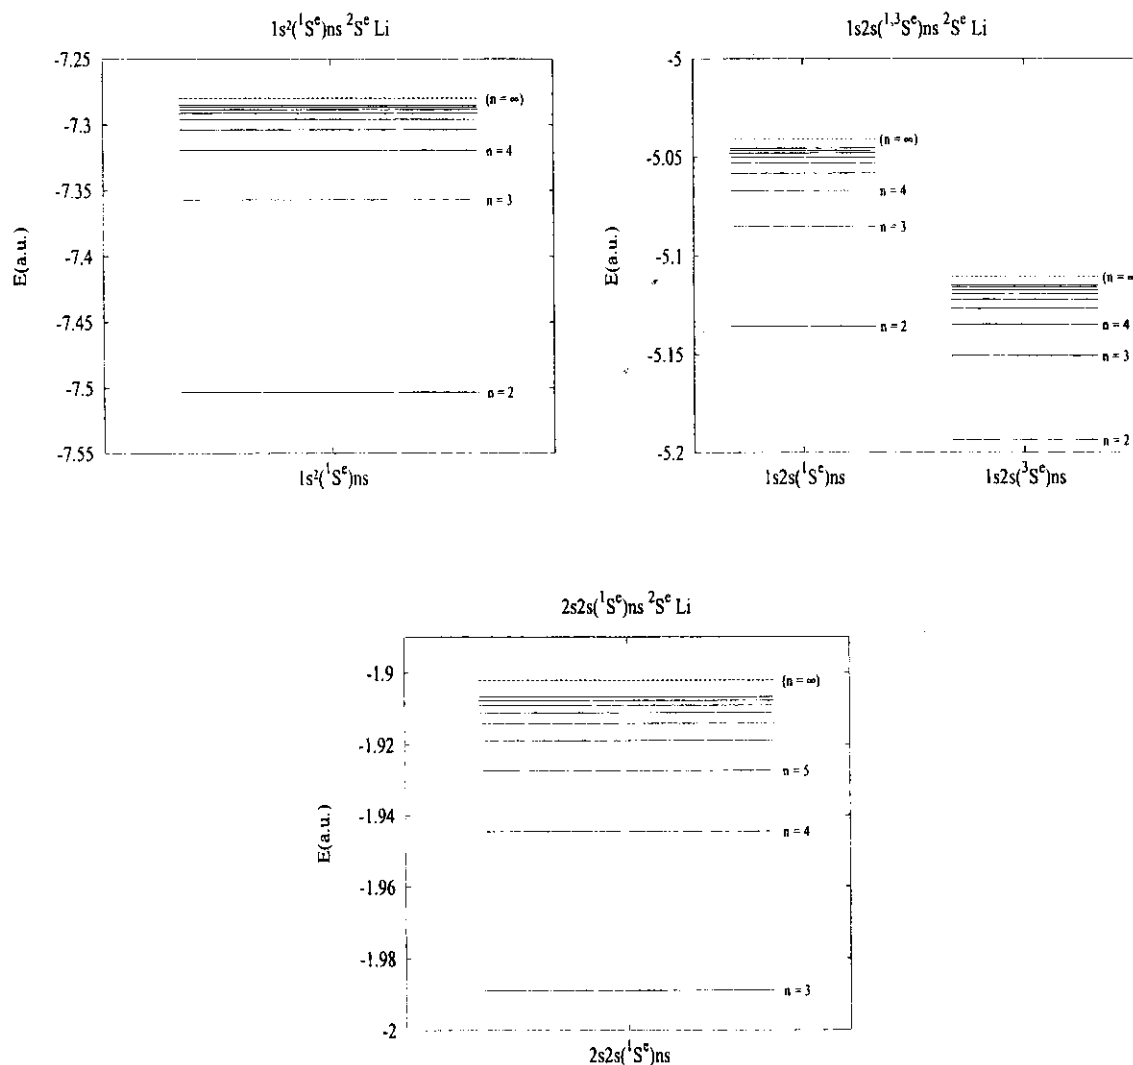 1s²(¹Sᵉ)ns ²Sᵉ Li
-7.25
-7.3
-7.35
-7.4
-7.45
-7.5
-7.55
E(a.u.)
(n = ∞)
n = 4
n = 3
n = 2
1s²(¹Sᵉ)ns
1s2s(¹,³Sᵉ)ns ²Sᵉ Li
-5
-5.05
-5.1
-5.15
-5.2
E(a.u.)
(n = ∞)
n = 4
n = 3
n = 2
(n = ∞
n = 4
n = 3
n = 2
1s2s(¹Sᵉ)ns
1s2s(³Sᵉ)ns
2s2s(¹Sᵉ)ns ²Sᵉ Li
-1.9
-1.92
-1.94
-1.96
-1.98
-2
E(a.u.)
(n = ∞)
n = 5
n = 4
n = 3
2s2s(¹Sᵉ)ns